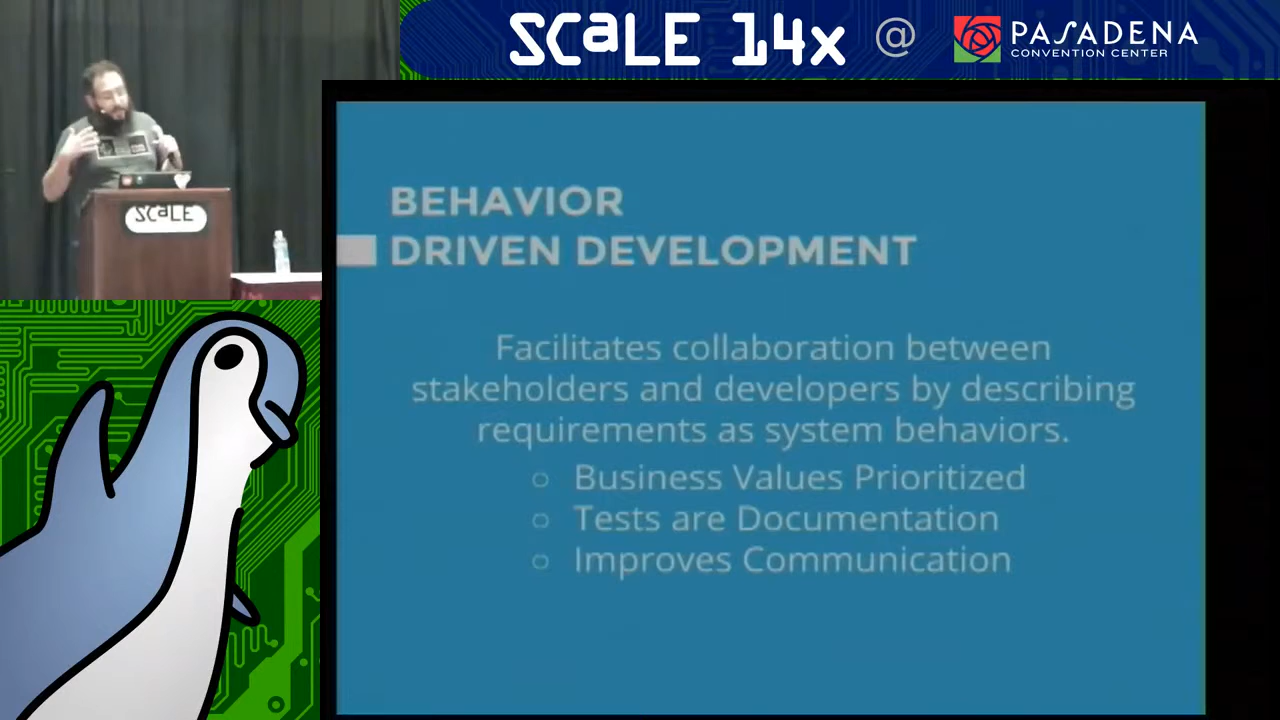 SCaLE 14x @ PASADENA
CONVENTION CENTER
SCaLE
BEHAVIOR
DRIVEN DEVELOPMENT
Facilitates collaboration between
stakeholders and developers by describing
requirements as system behaviors.
○ Business Values Prioritized
○ Tests are Documentation
○ Improves Communication